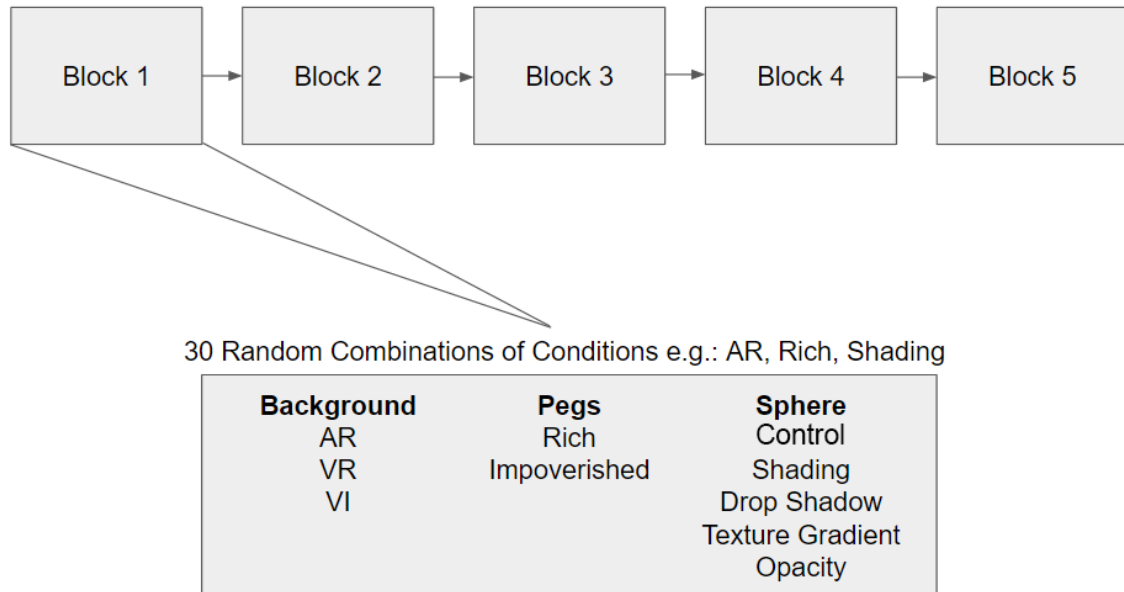 Block 1
Block 2
Block 3
Block 4
Block 5
30 Random Combinations of Conditions e.g.: AR, Rich, Shading
Background
AR
VR
VI
Pegs
Rich
Impoverished
Sphere
Control
Shading
Drop Shadow
Texture Gradient
Opacity